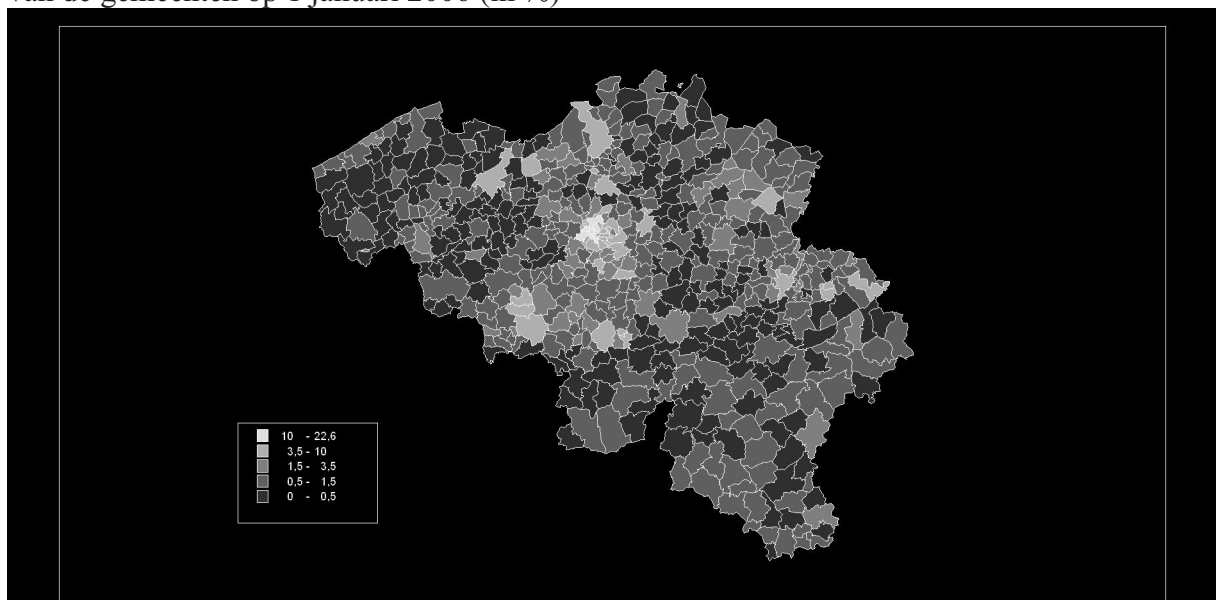 van de gemeenten op 1 januari 2006 (in %)
10 - 22,6
3,5 - 10
1,5 - 3,5
0,5 - 1,5
0 - 0,5